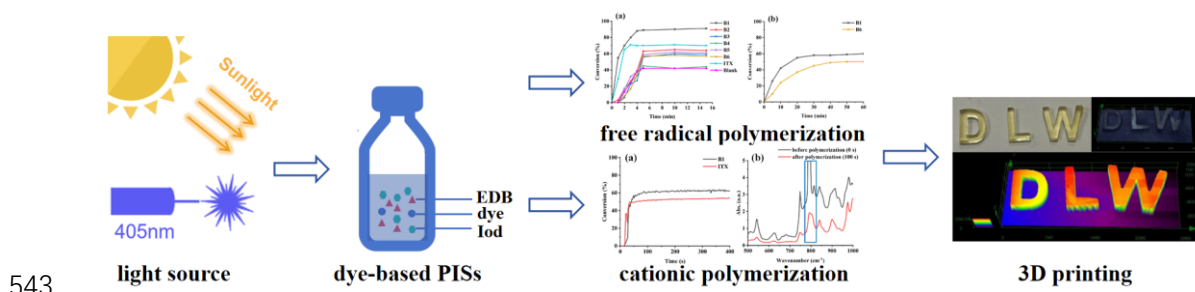 Sunlight
405nm
light source
EDB
dye
Iod
dye-based PISs
(a)
B1
B2
B3
B4
B5
B6
ITX
Blank
Conversion (%)
Time (min)
(b)
B1
B6
Conversion (%)
Time (min)
free radical polymerization
(a)
B1
ITX
Conversion (%)
Time (s)
(b)
before polymerization (0 s)
after polymerization (100 s)
Abs. (a.u.)
Wavenumber (cm⁻¹)
cationic polymerization
D L W
D L W
D L W
3D printing
543